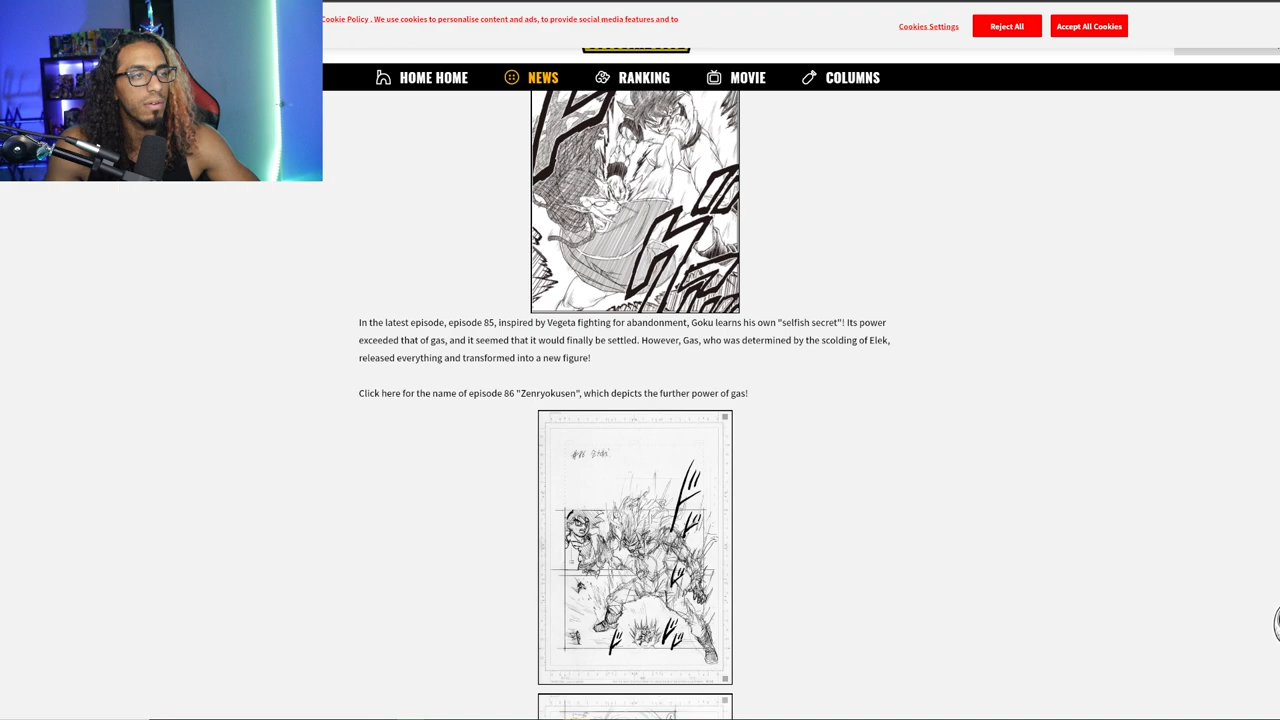 Cookie Policy . We use cookies to personalise content and ads, to provide social media features and to
Cookies Settings
Reject All
Accept All Cookies
HOME HOME
NEWS
RANKING
MOVIE
COLUMNS
In the latest episode, episode 85, inspired by Vegeta fighting for abandonment, Goku learns his own "selfish secret"! Its power
exceeded that of gas, and it seemed that it would finally be settled. However, Gas, who was determined by the scolding of Elek,
released everything and transformed into a new figure!
Click here for the name of episode 86 "Zenryokusen", which depicts the further power of gas!